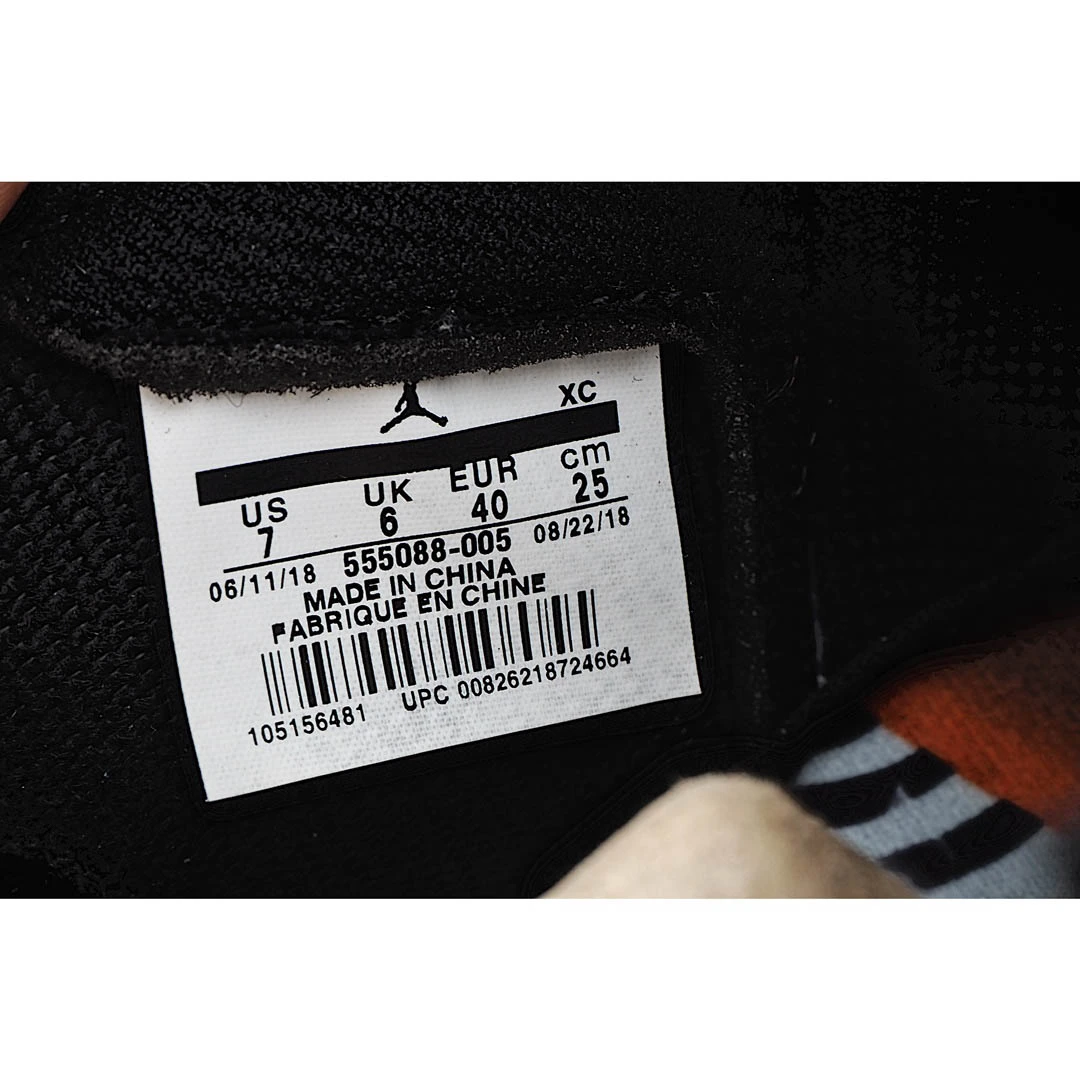 XC
US UK EUR cm
7 6 40 25
06/11/18 555088-005 08/22/18
MADE IN CHINA
FABRIQUE EN CHINE
105156481 UPC 00826218724664